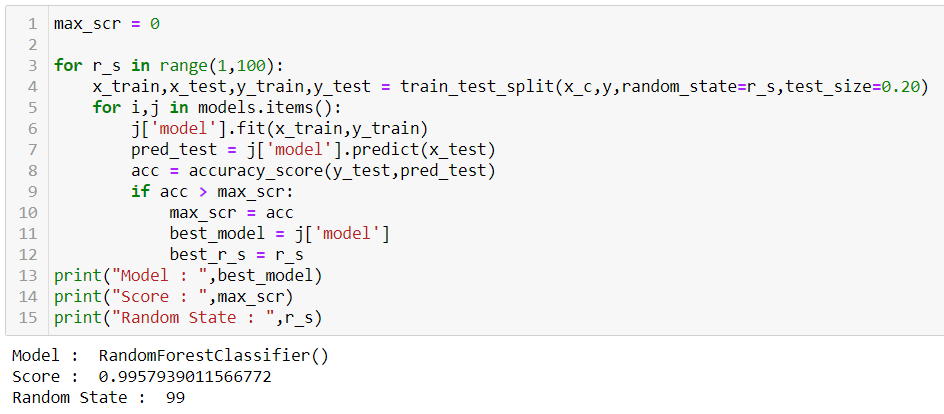 1 max_scr = 0
2
3 for r_s in range(1,100):
4     x_train,x_test,y_train,y_test = train_test_split(x_c,y,random_state=r_s,test_size=0.20)
5     for i,j in models.items():
6         j['model'].fit(x_train,y_train)
7         pred_test = j['model'].predict(x_test)
8         acc = accuracy_score(y_test,pred_test)
9         if acc > max_scr:
10             max_scr = acc
11             best_model = j['model']
12             best_r_s = r_s
13 print("Model : ",best_model)
14 print("Score : ",max_scr)
15 print("Random State : ",r_s)
Model :  RandomForestClassifier()
Score :  0.9957939011566772
Random State :  99